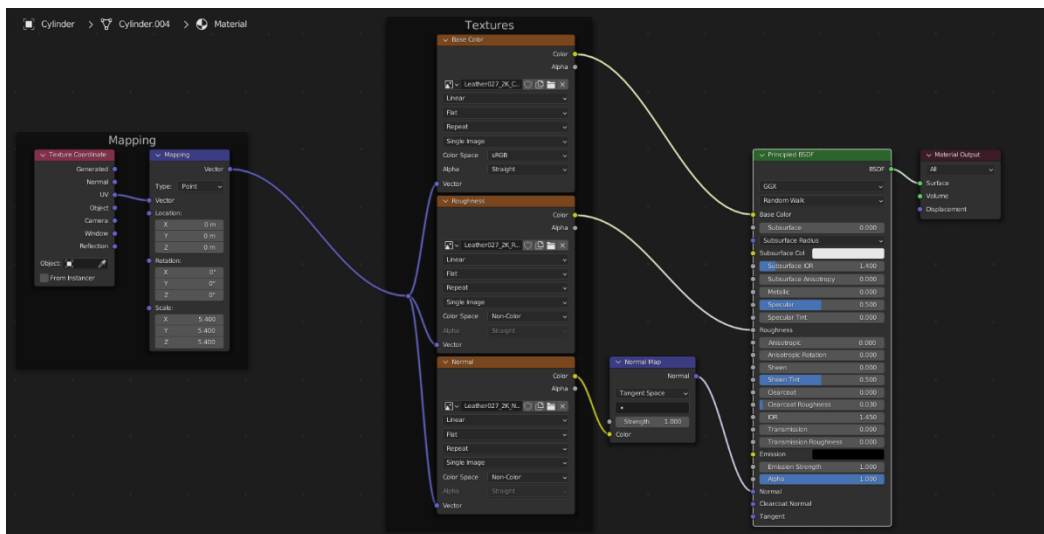 Cylinder > Cylinder.004 > Material
Mapping
Texture Coordinate
Generated
Normal
UV
Object
Camera
Window
Reflection
Object:
From Instancer
Mapping
Vector
Type: Point
Vector
Location:
X 0 m
Y 0 m
Z 0 m
Rotation:
X 0°
Y 0°
Z 0°
Scale:
X 5.400
Y 5.400
Z 5.400
Textures
Base Color
Color
Alpha
Leather027_2K_C..
Linear
Flat
Repeat
Single Image
Color Space sRGB
Alpha Straight
Vector
Roughness
Color
Alpha
Leather027_2K_R..
Linear
Flat
Repeat
Single Image
Color Space Non-Color
Alpha Straight
Vector
Normal
Color
Alpha
Leather027_2K_N..
Linear
Flat
Repeat
Single Image
Color Space Non-Color
Alpha Straight
Vector
Normal Map
Normal
Tangent Space
Strength 1.000
Color
Principled BSDF
BSDF
GGX
Random Walk
Base Color
Subsurface 0.000
Subsurface Radius
Subsurface Col
Subsurface IOR 1.400
Subsurface Anisotropy 0.000
Metallic 0.000
Specular 0.500
Specular Tint 0.000
Roughness
Anisotropic 0.000
Anisotropic Rotation 0.000
Sheen 0.000
Sheen Tint 0.500
Clearcoat 0.000
Clearcoat Roughness 0.030
IOR 1.450
Transmission 0.000
Transmission Roughness 0.000
Emission
Emission Strength 1.000
Alpha 1.000
Normal
Clearcoat Normal
Tangent
Material Output
All
Surface
Volume
Displacement